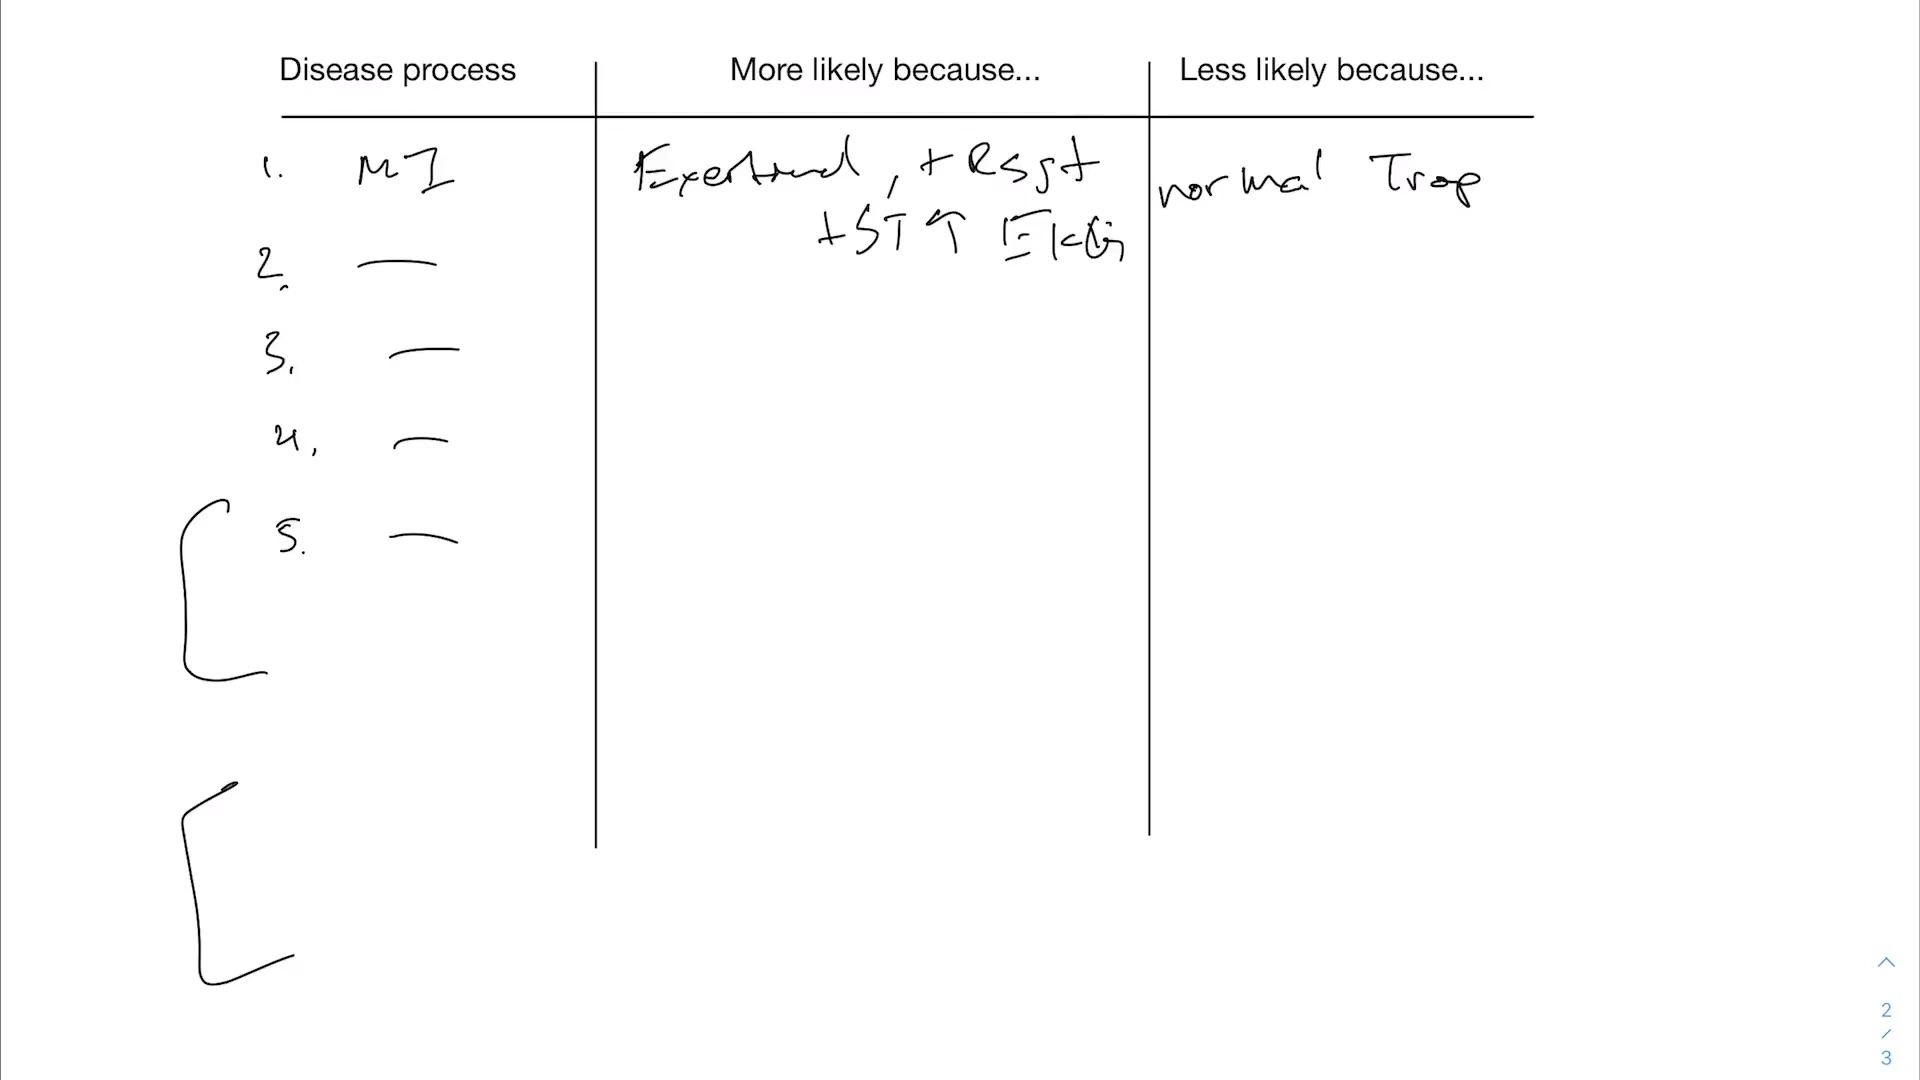 Disease process More likely because... Less likely because...
1. MI Exertional, + normal Trop
+ST↑ EKG
2.
3.
4.
5.
2
/
3